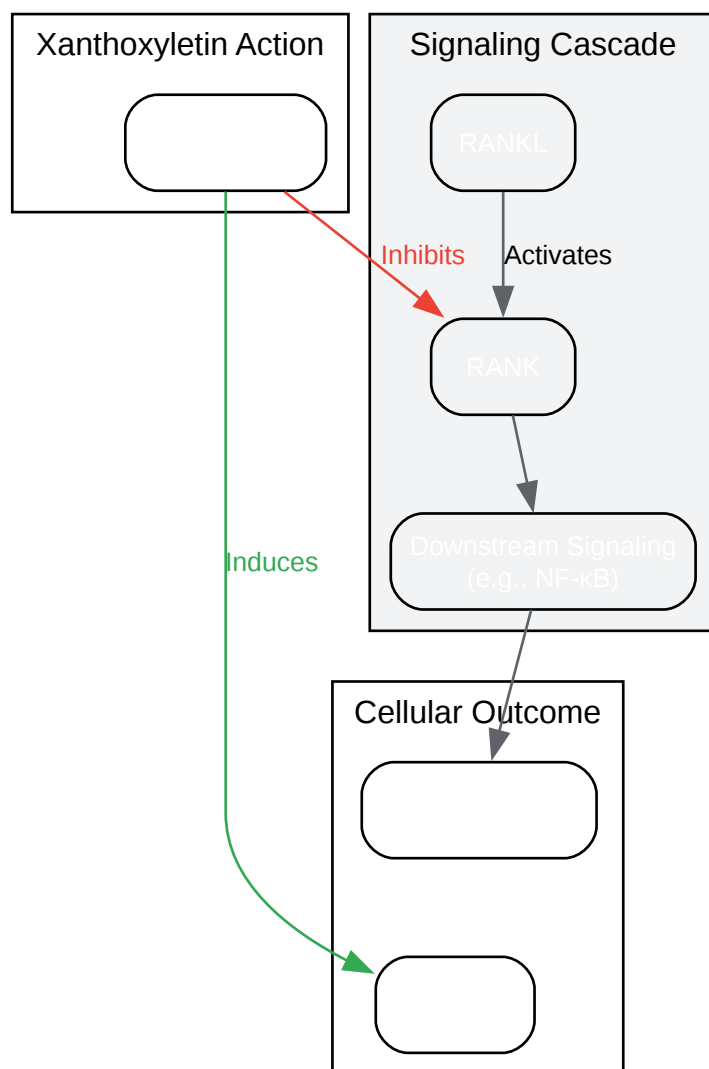 Xanthoxyletin Action
Signaling Cascade
RANKL
Inhibits
Activates
RANK
Downstream Signaling
(e.g., NF-κB)
Induces
Cellular Outcome